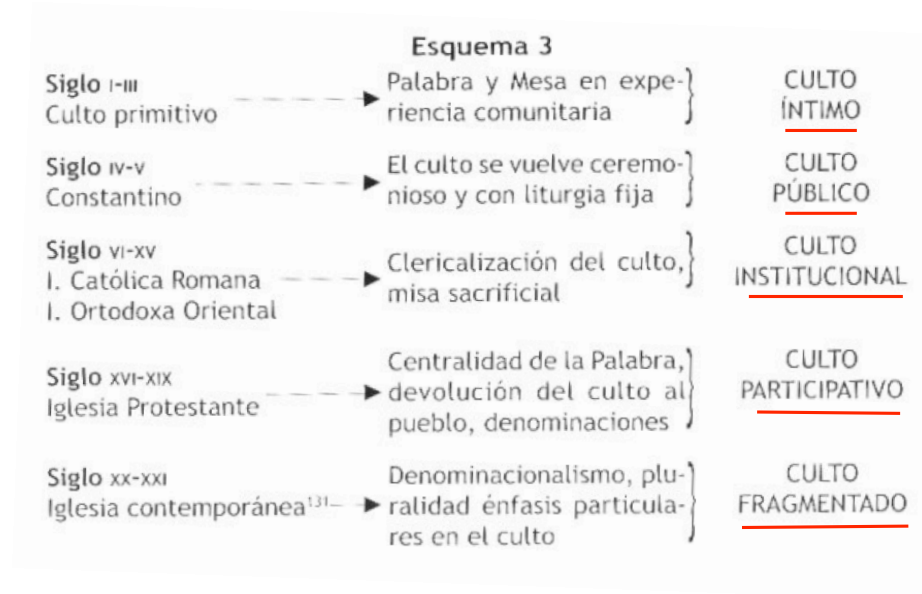 Esquema 3
Siglo I-III
Culto primitivo
Palabra y Mesa en expe-
riencia comunitaria
CULTO
ÍNTIMO
Siglo IV-V
Constantino
El culto se vuelve ceremo-
nioso y con liturgia fija
CULTO
PÚBLICO
Siglo VI-XV
I. Católica Romana
I. Ortodoxa Oriental
Clericalización del culto,
misa sacrificial
CULTO
INSTITUCIONAL
Siglo XVI-XIX
Iglesia Protestante
Centralidad de la Palabra,
devolución del culto al
pueblo, denominaciones
CULTO
PARTICIPATIVO
Siglo XX-XXI
Iglesia contemporánea¹³¹
Denominacionalismo, plu-
ralidad énfasis particula-
res en el culto
CULTO
FRAGMENTADO